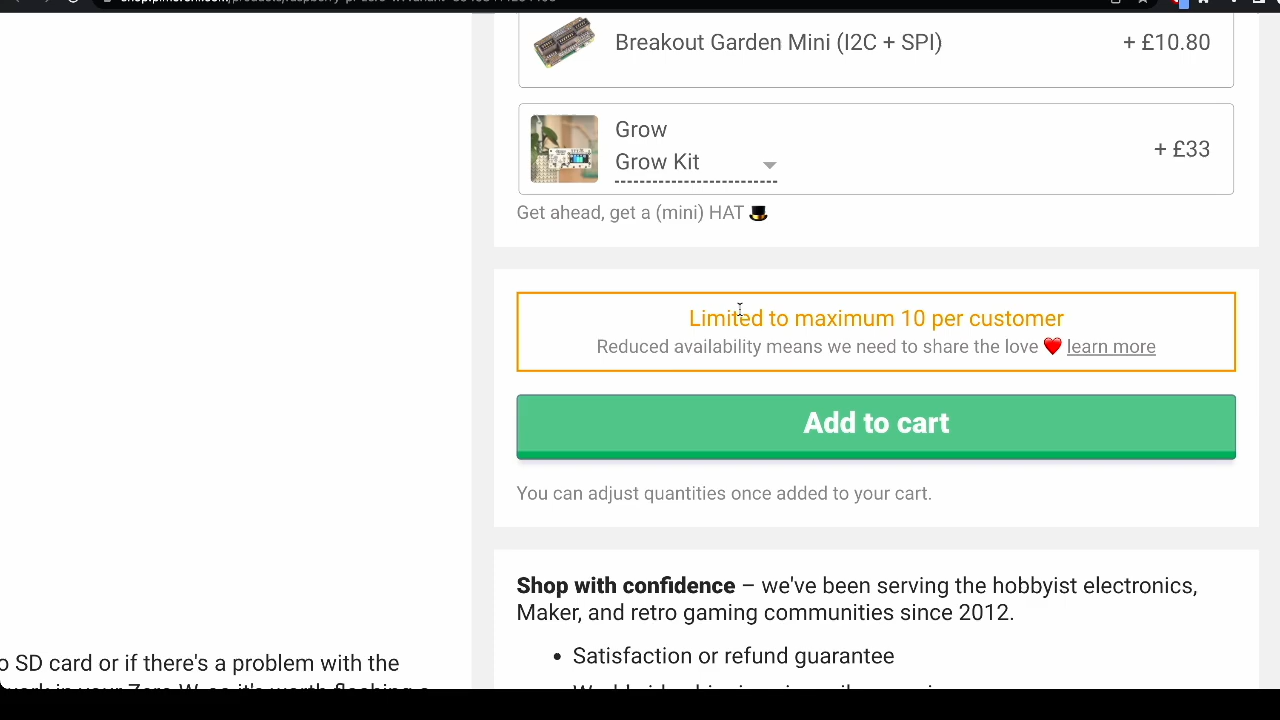 Breakout Garden Mini (I2C + SPI)
+ £10.80
Grow
Grow Kit
+ £33
Get ahead, get a (mini) HAT 🎩
Limited to maximum 10 per customer
Reduced availability means we need to share the love ❤️ learn more
Add to cart
You can adjust quantities once added to your cart.
Shop with confidence – we've been serving the hobbyist electronics,
Maker, and retro gaming communities since 2012.
• Satisfaction or refund guarantee
o SD card or if there's a problem with the